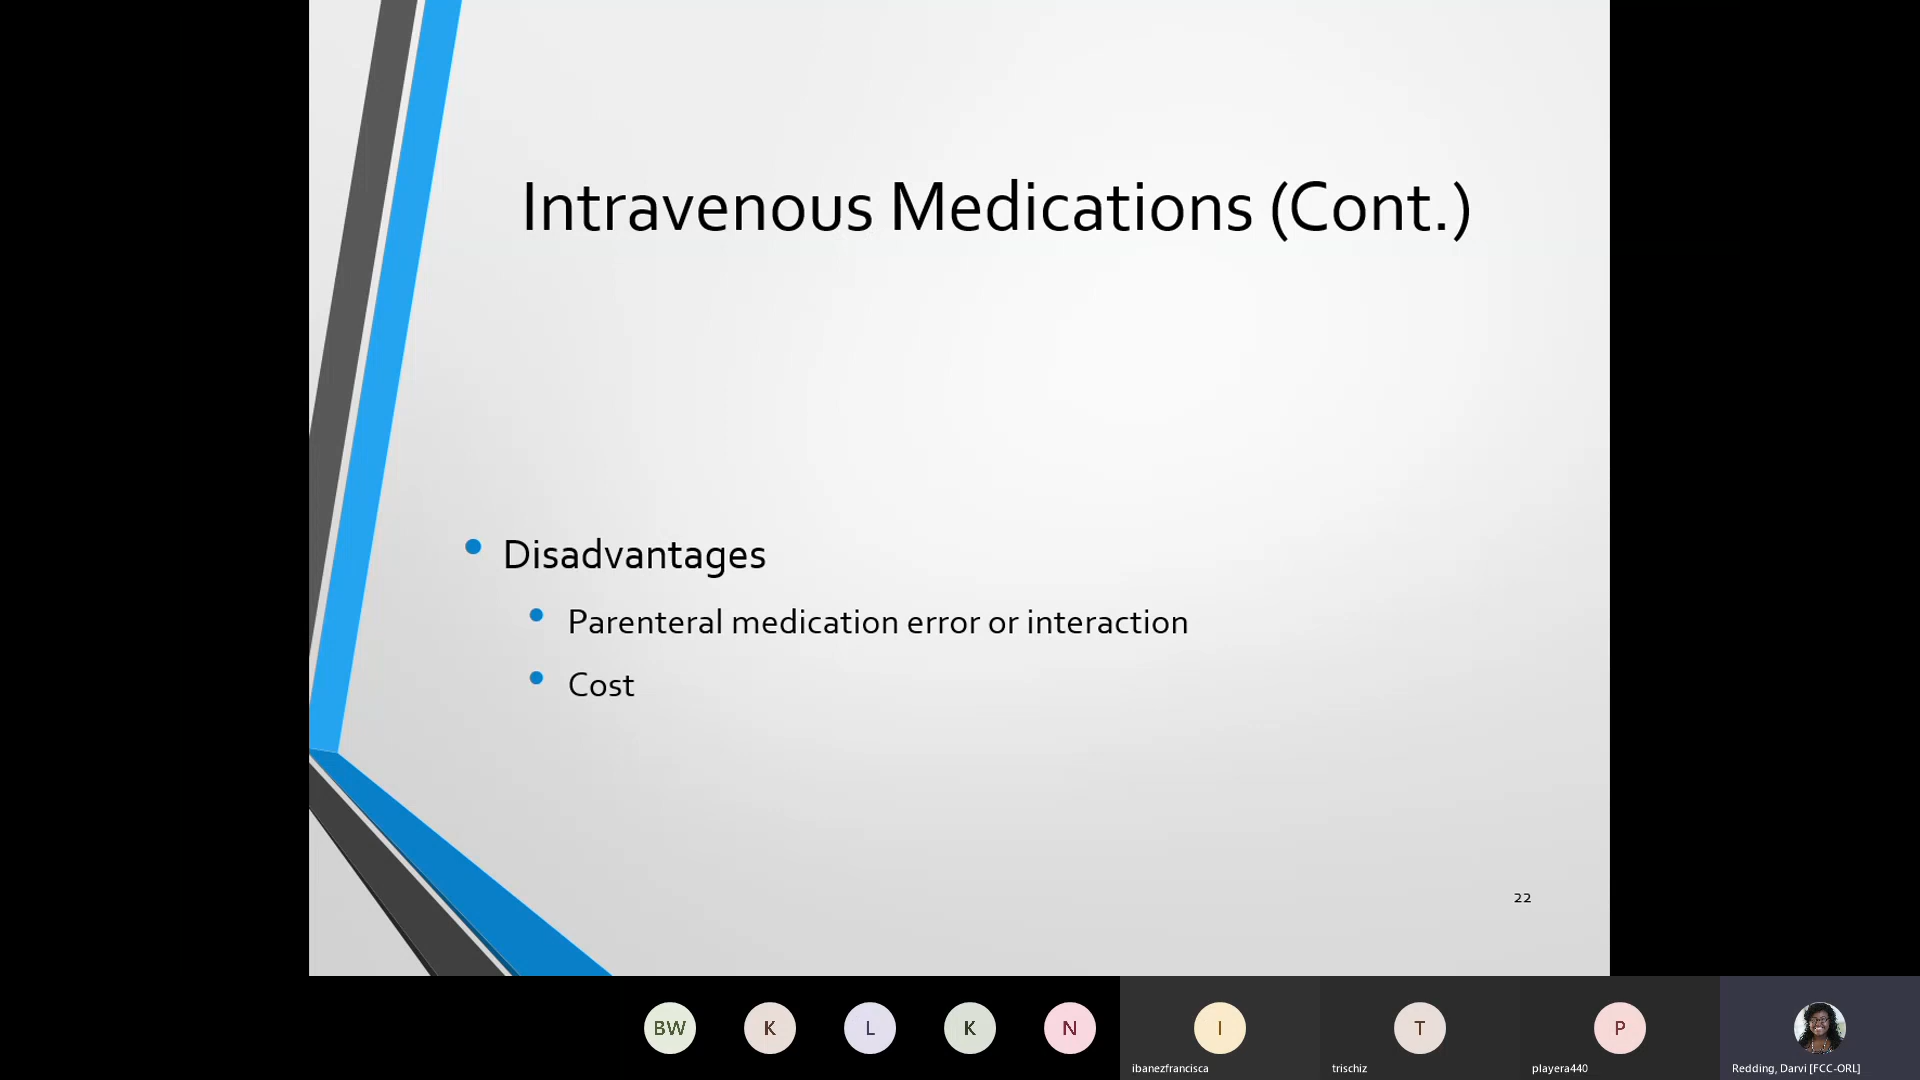 Intravenous Medications (Cont.)
Disadvantages
Parenteral medication error or interaction
Cost
22
BW
K
L
K
N
I
T
P
ibanezfrancisca
trischiz
playera440
Redding, Darvi [FCC-ORL]